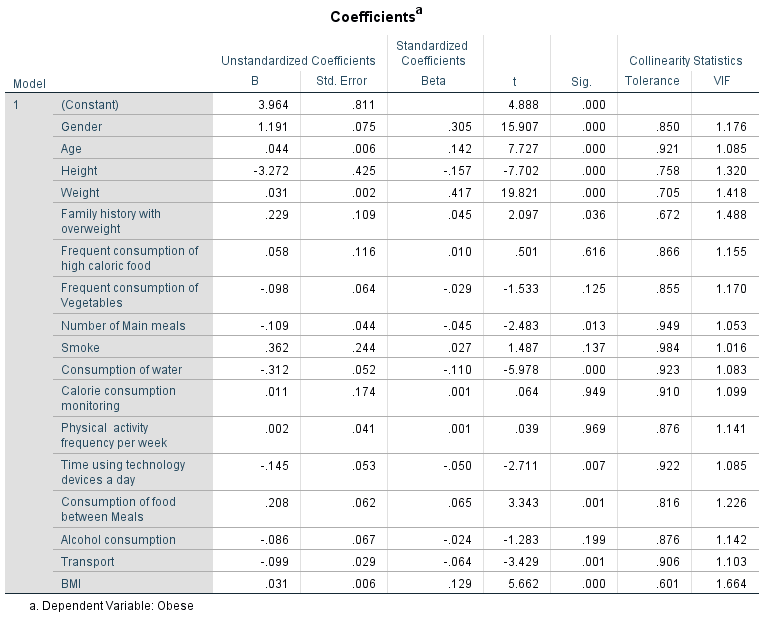 Coefficientsa
Unstandardized Coefficients Standardized Coefficients Collinearity Statistics
Model B Std. Error Beta t Sig. Tolerance VIF
1 (Constant) 3.964 .811 4.888 .000
Gender 1.191 .075 .305 15.907 .000 .850 1.176
Age .044 .006 .142 7.727 .000 .921 1.085
Height -3.272 .425 -.157 -7.702 .000 .758 1.320
Weight .031 .002 .417 19.821 .000 .705 1.418
Family history with overweight .229 .109 .045 2.097 .036 .672 1.488
Frequent consumption of high caloric food .058 .116 .010 .501 .616 .866 1.155
Frequent consumption of Vegetables -.098 .064 -.029 -1.533 .125 .855 1.170
Number of Main meals -.109 .044 -.045 -2.483 .013 .949 1.053
Smoke .362 .244 .027 1.487 .137 .984 1.016
Consumption of water -.312 .052 -.110 -5.978 .000 .923 1.083
Calorie consumption monitoring .011 .174 .001 .064 .949 .910 1.099
Physical activity frequency per week .002 .041 .001 .039 .969 .876 1.141
Time using technology devices a day -.145 .053 -.050 -2.711 .007 .922 1.085
Consumption of food between Meals .208 .062 .065 3.343 .001 .816 1.226
Alcohol consumption -.086 .067 -.024 -1.283 .199 .876 1.142
Transport -.099 .029 -.064 -3.429 .001 .906 1.103
BMI .031 .006 .129 5.662 .000 .601 1.664
a. Dependent Variable: Obese